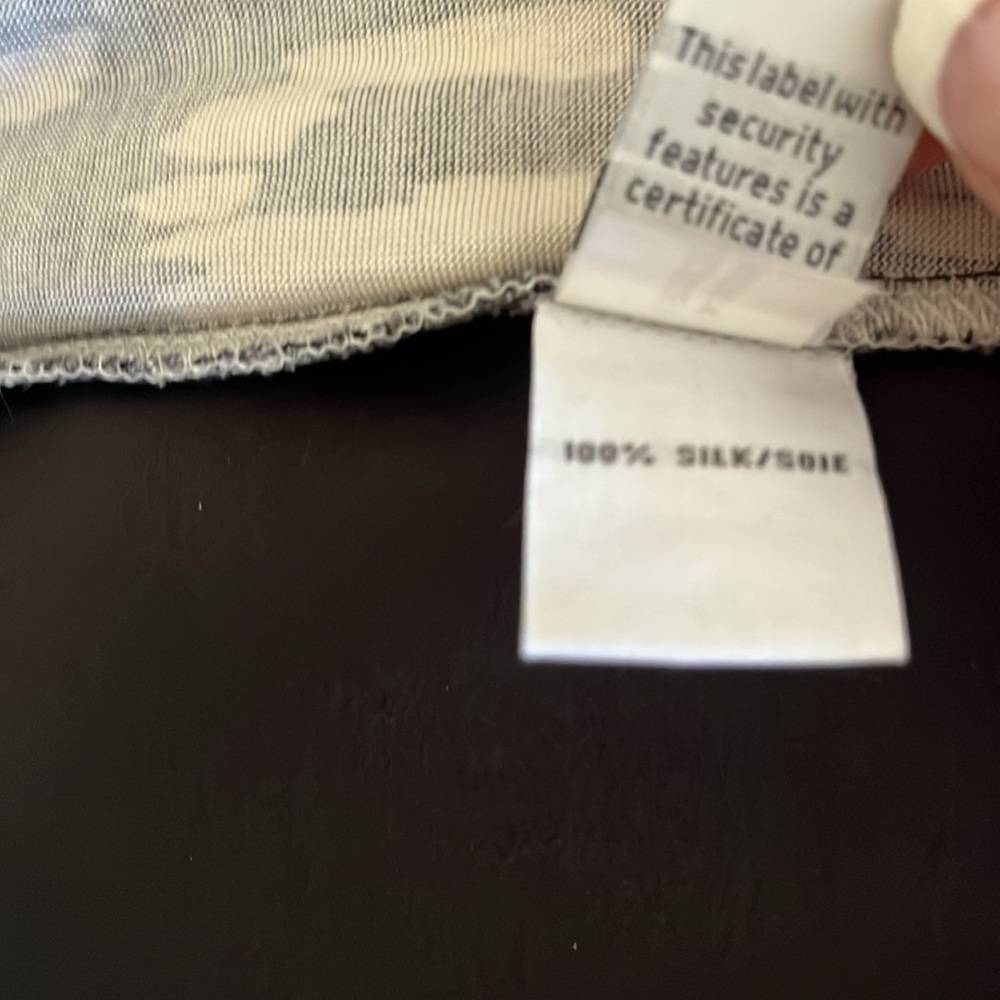 This label with
security
features is a
certificate of
100% SILK/SOIE